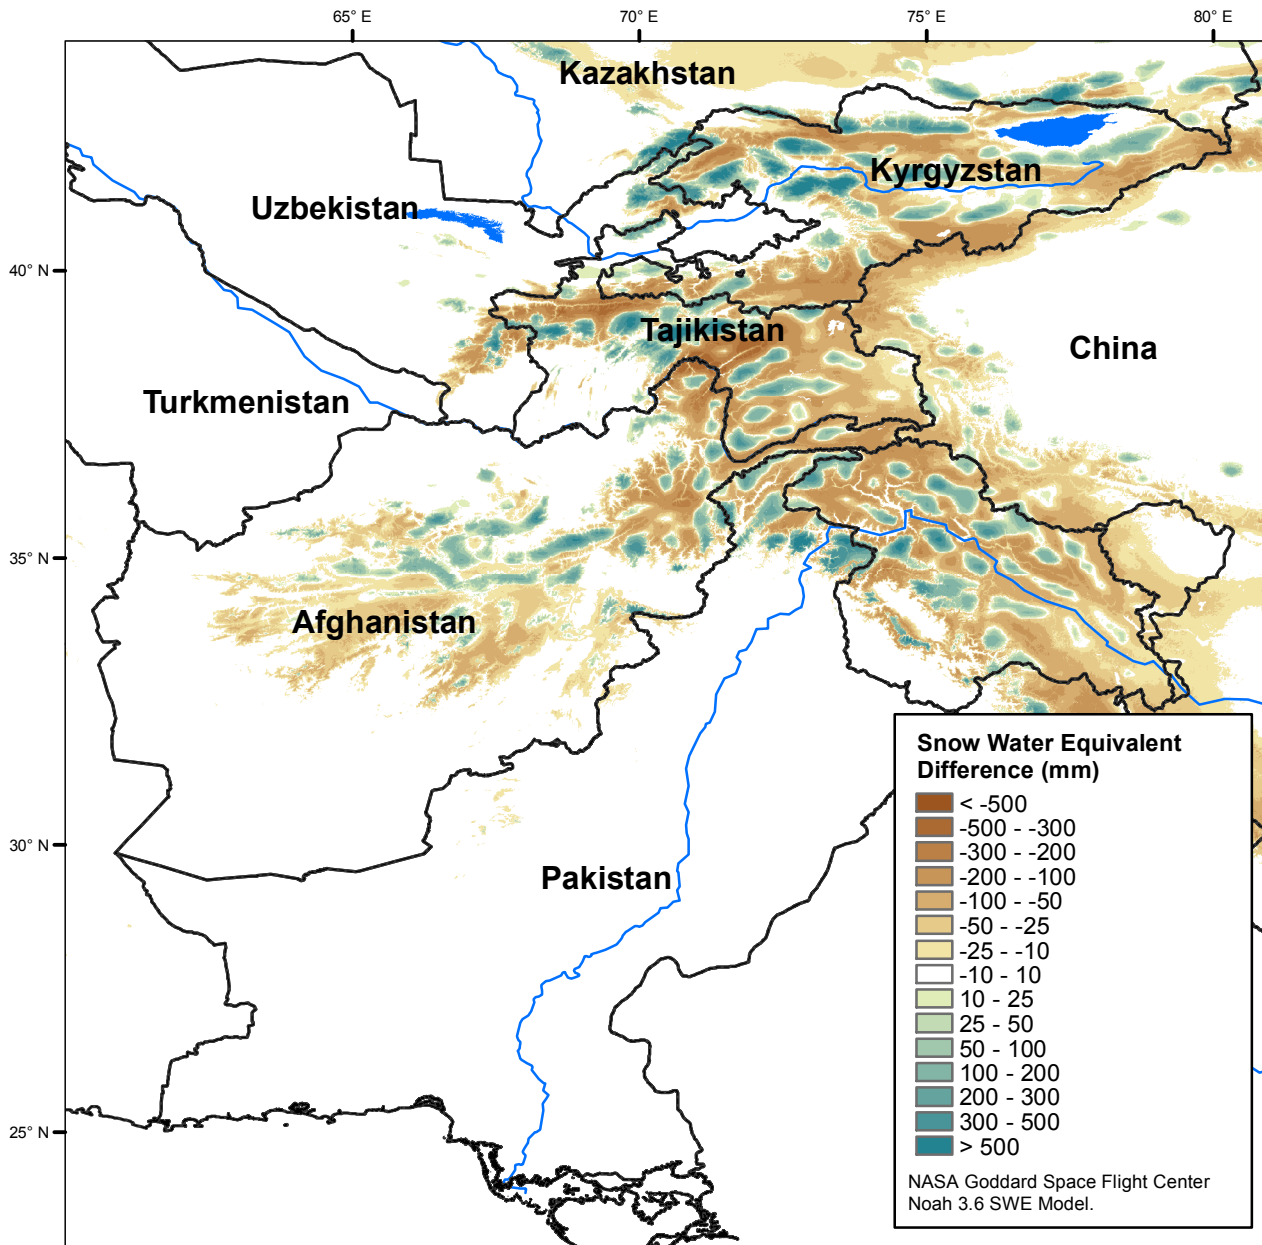 65° E
70° E
75° E
80° E
Kazakhstan
Kyrgyzstan
Uzbekistan
40° N
Tajikistan
China
Turkmenistan
35° N
Afghanistan
Snow Water Equivalent
Difference (mm)
< -500
-500 - -300
-300 - -200
-200 - -100
-100 - -50
-50 - -25
-25 - -10
-10 - 10
10 - 25
25 - 50
50 - 100
100 - 200
200 - 300
300 - 500
> 500
NASA Goddard Space Flight Center
Noah 3.6 SWE Model.
30° N
Pakistan
25° N